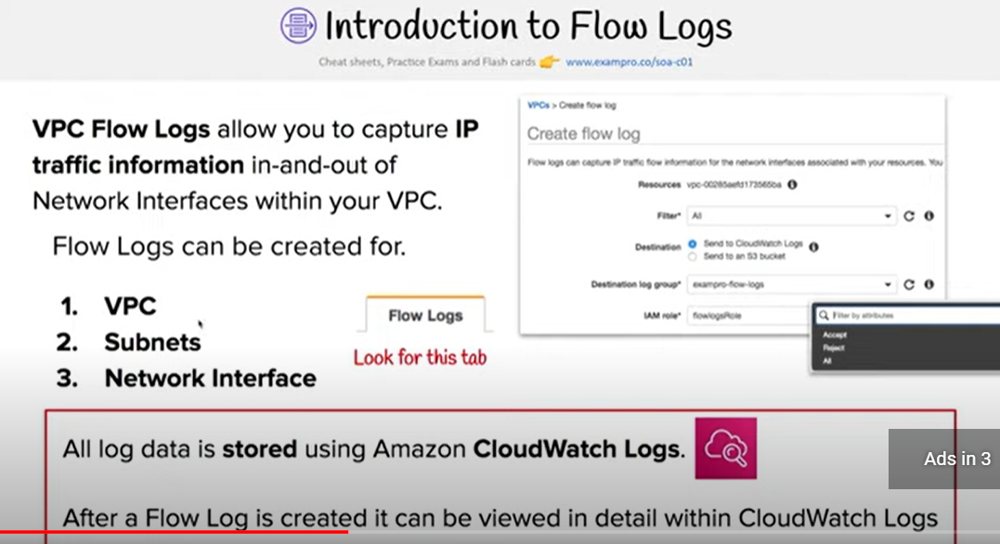 Introduction to Flow Logs
Cheat sheets, Practice Exams and Flash cards 👉 www.exampro.co/soa-c01
VPC Flow Logs allow you to capture IP
traffic information in-and-out of
Network Interfaces within your VPC.
Flow Logs can be created for.
1. VPC
2. Subnets
3. Network Interface
Flow Logs
Look for this tab
VPCs > Create flow log
Create flow log
Flow logs can capture IP traffic flow information for the network interfaces associated with your resources. You
Resources vpc-00285aefd173565ba
Filter* All
Destination Send to CloudWatch Logs
Send to an S3 bucket
Destination log group* exampro-flow-logs
IAM role* flowlogsRole
Filter by attributes
Accept
Reject
All
All log data is stored using Amazon CloudWatch Logs.
Ads in 3
After a Flow Log is created it can be viewed in detail within CloudWatch Logs